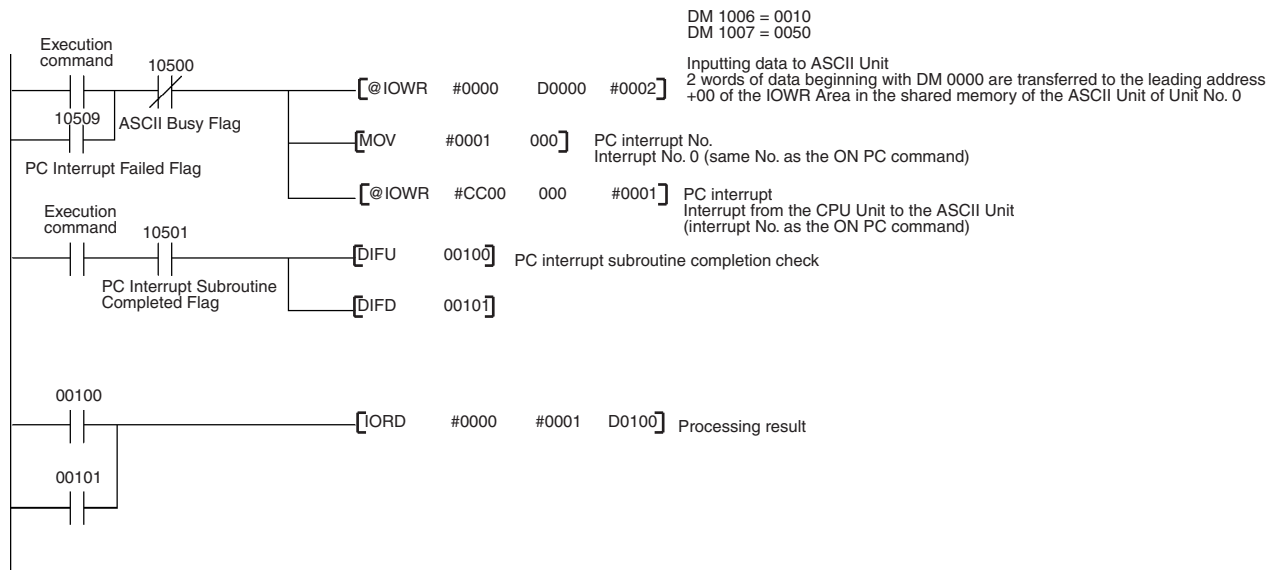 DM 1006 = 0010
DM 1007 = 0050
Execution
command
10500
[@IOWR #0000 D0000 #0002]
Inputting data to ASCII Unit
2 words of data beginning with DM 0000 are transferred to the leading address
+00 of the IOWR Area in the shared memory of the ASCII Unit of Unit No. 0
10509
ASCII Busy Flag
PC Interrupt Failed Flag
[MOV #0001 000]
PC interrupt No.
Interrupt No. 0 (same No. as the ON PC command)
[@IOWR #CC00 000 #0001]
PC interrupt
Interrupt from the CPU Unit to the ASCII Unit
(interrupt No. as the ON PC command)
Execution
command
10501
[DIFU 00100]
PC interrupt subroutine completion check
PC Interrupt Subroutine
Completed Flag
[DIFD 00101]
00100
[IORD #0000 #0001 D0100]
Processing result
00101